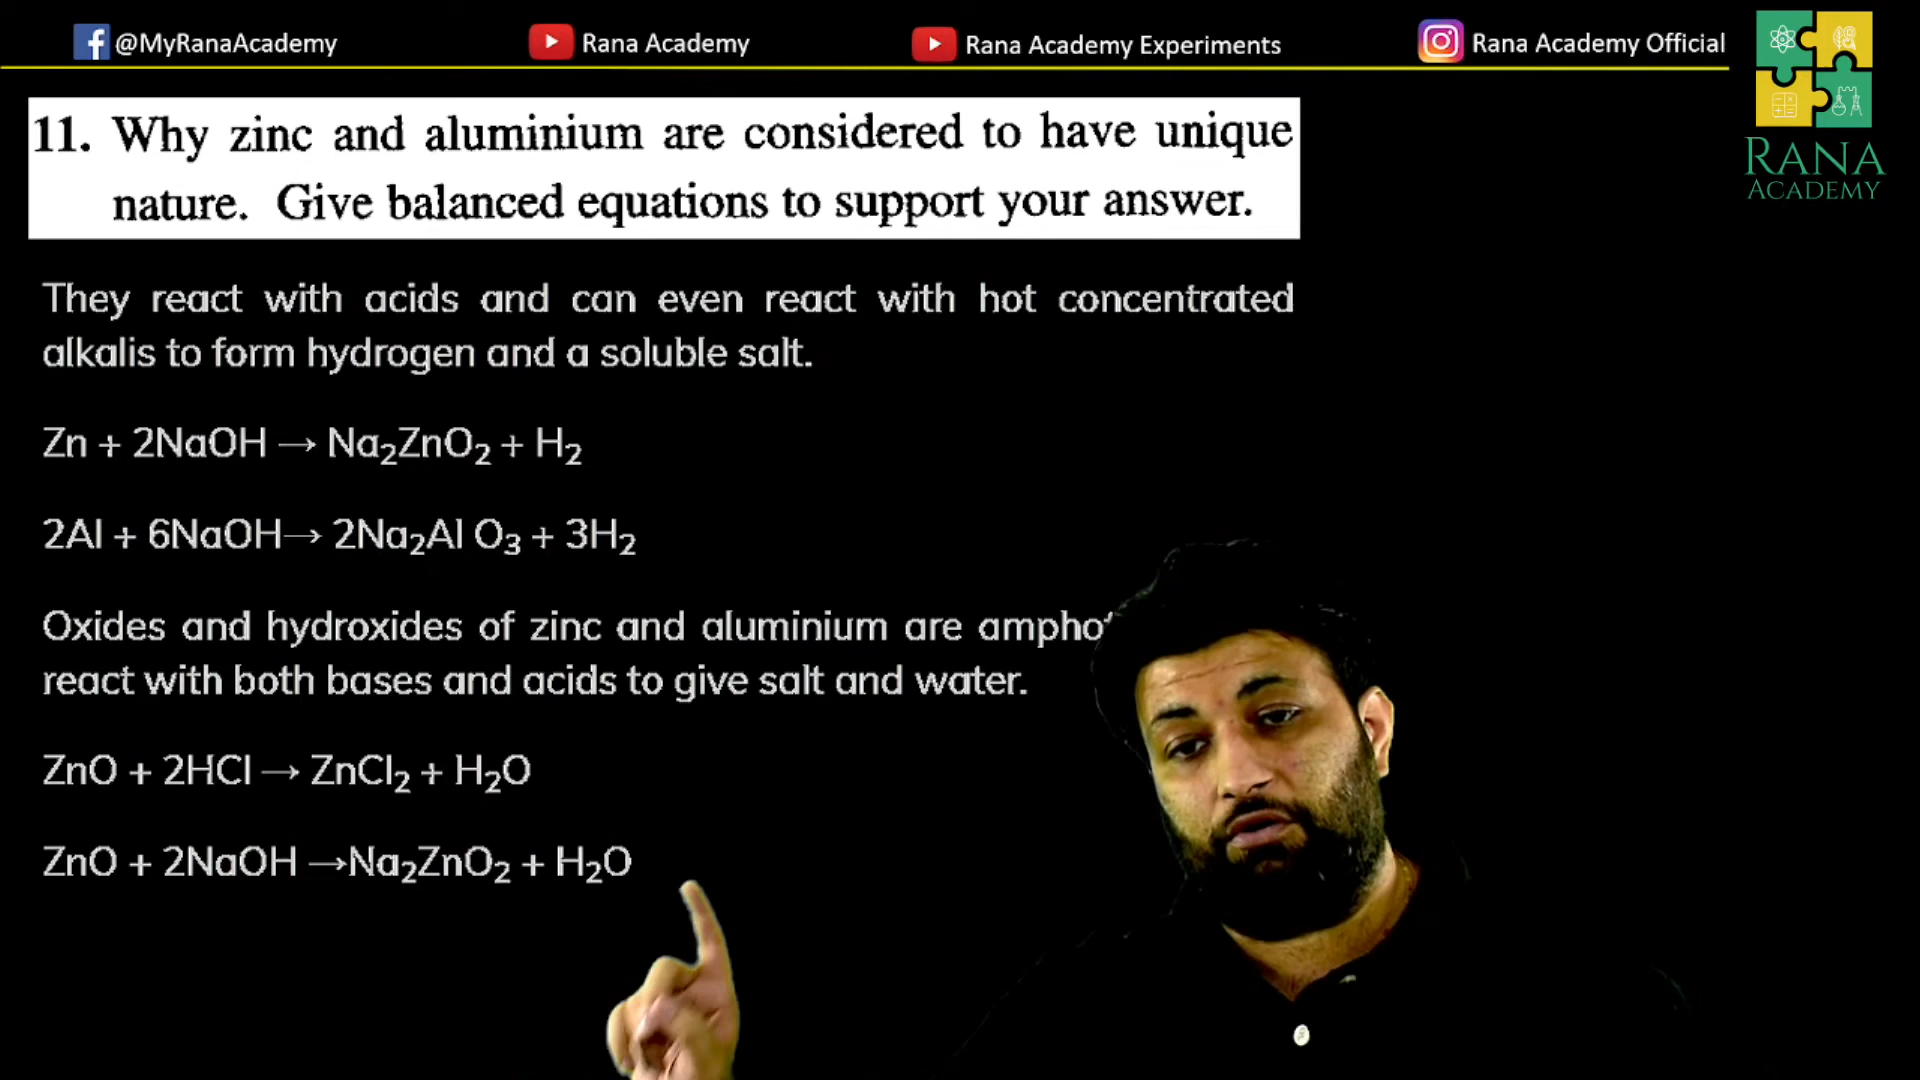 @MyRanaAcademy
Rana Academy
Rana Academy Experiments
Rana Academy Official
RANA
ACADEMY
11. Why zinc and aluminium are considered to have unique
nature. Give balanced equations to support your answer.
They react with acids and can even react with hot concentrated
alkalis to form hydrogen and a soluble salt.
Zn + 2NaOH → Na₂ZnO₂ + H₂
2Al + 6NaOH→ 2Na₂Al O₃ + 3H₂
Oxides and hydroxides of zinc and aluminium are
react with both bases and acids to give salt and water.
ZnO + 2HCl → ZnCl₂ + H₂O
ZnO + 2NaOH →Na₂ZnO₂ + H₂O